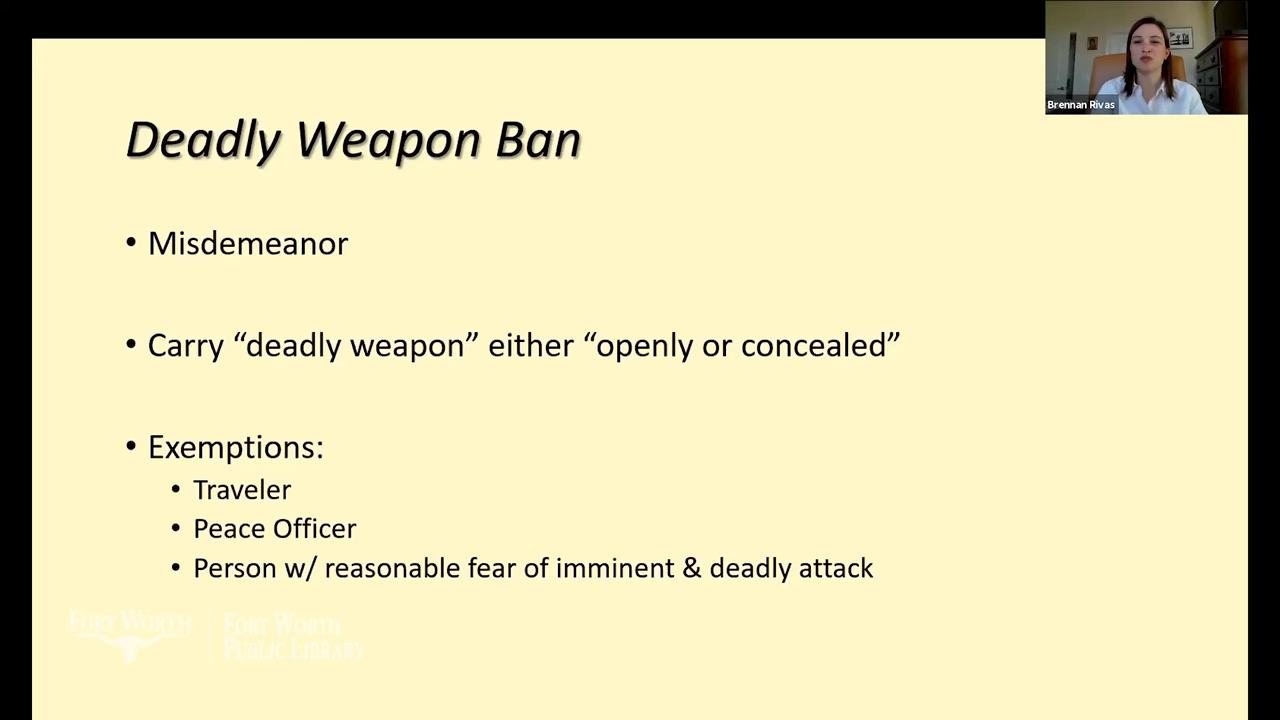 Brennan Rivas
Deadly Weapon Ban
• Misdemeanor
• Carry “deadly weapon” either “openly or concealed”
• Exemptions:
• Traveler
• Peace Officer
• Person w/ reasonable fear of imminent & deadly attack
FORT WORTH
FORT WORTH
PUBLIC LIBRARY